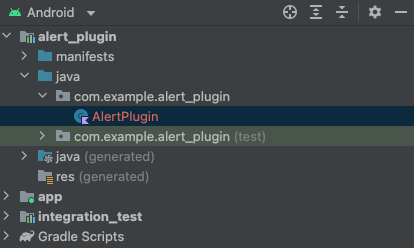 Android
alert_plugin
manifests
java
com.example.alert_plugin
AlertPlugin
com.example.alert_plugin (test)
java (generated)
res (generated)
app
integration_test
Gradle Scripts